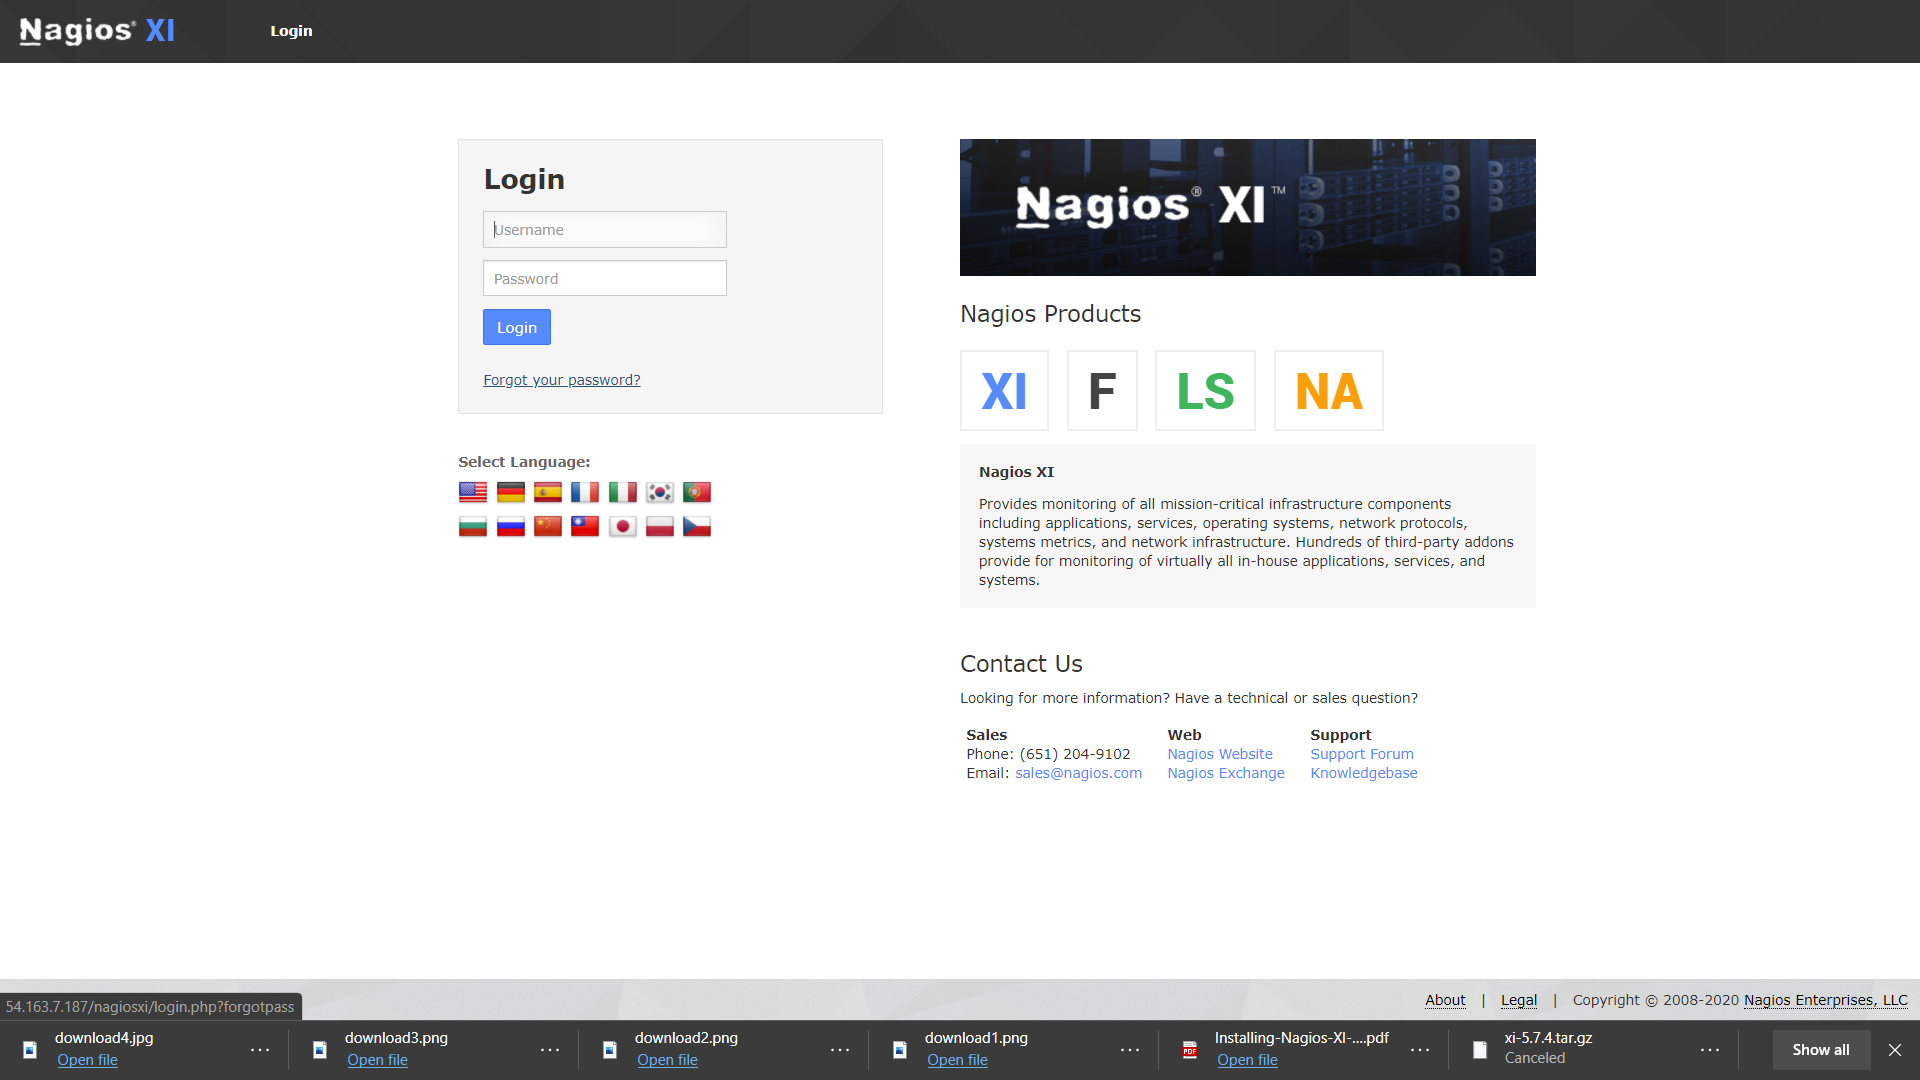 Nagios® XI
Login
Login
Username
Password
Login
Forgot your password?
Select Language:
Nagios® XI™
Nagios Products
XI
F
LS
NA
Nagios XI
Provides monitoring of all mission-critical infrastructure components
including applications, services, operating systems, network protocols,
systems metrics, and network infrastructure. Hundreds of third-party addons
provide for monitoring of virtually all in-house applications, services, and
systems.
Contact Us
Looking for more information? Have a technical or sales question?
Sales
Phone: (651) 204-9102
Email: sales@nagios.com
Web
Nagios Website
Nagios Exchange
Support
Support Forum
Knowledgebase
54.163.7.187/nagiosxi/login.php?forgotpass
About | Legal | Copyright © 2008-2020 Nagios Enterprises, LLC
download4.jpg
Open file
download3.png
Open file
download2.png
Open file
download1.png
Open file
Installing-Nagios-XI-....pdf
Open file
xi-5.7.4.tar.gz
Canceled
Show all